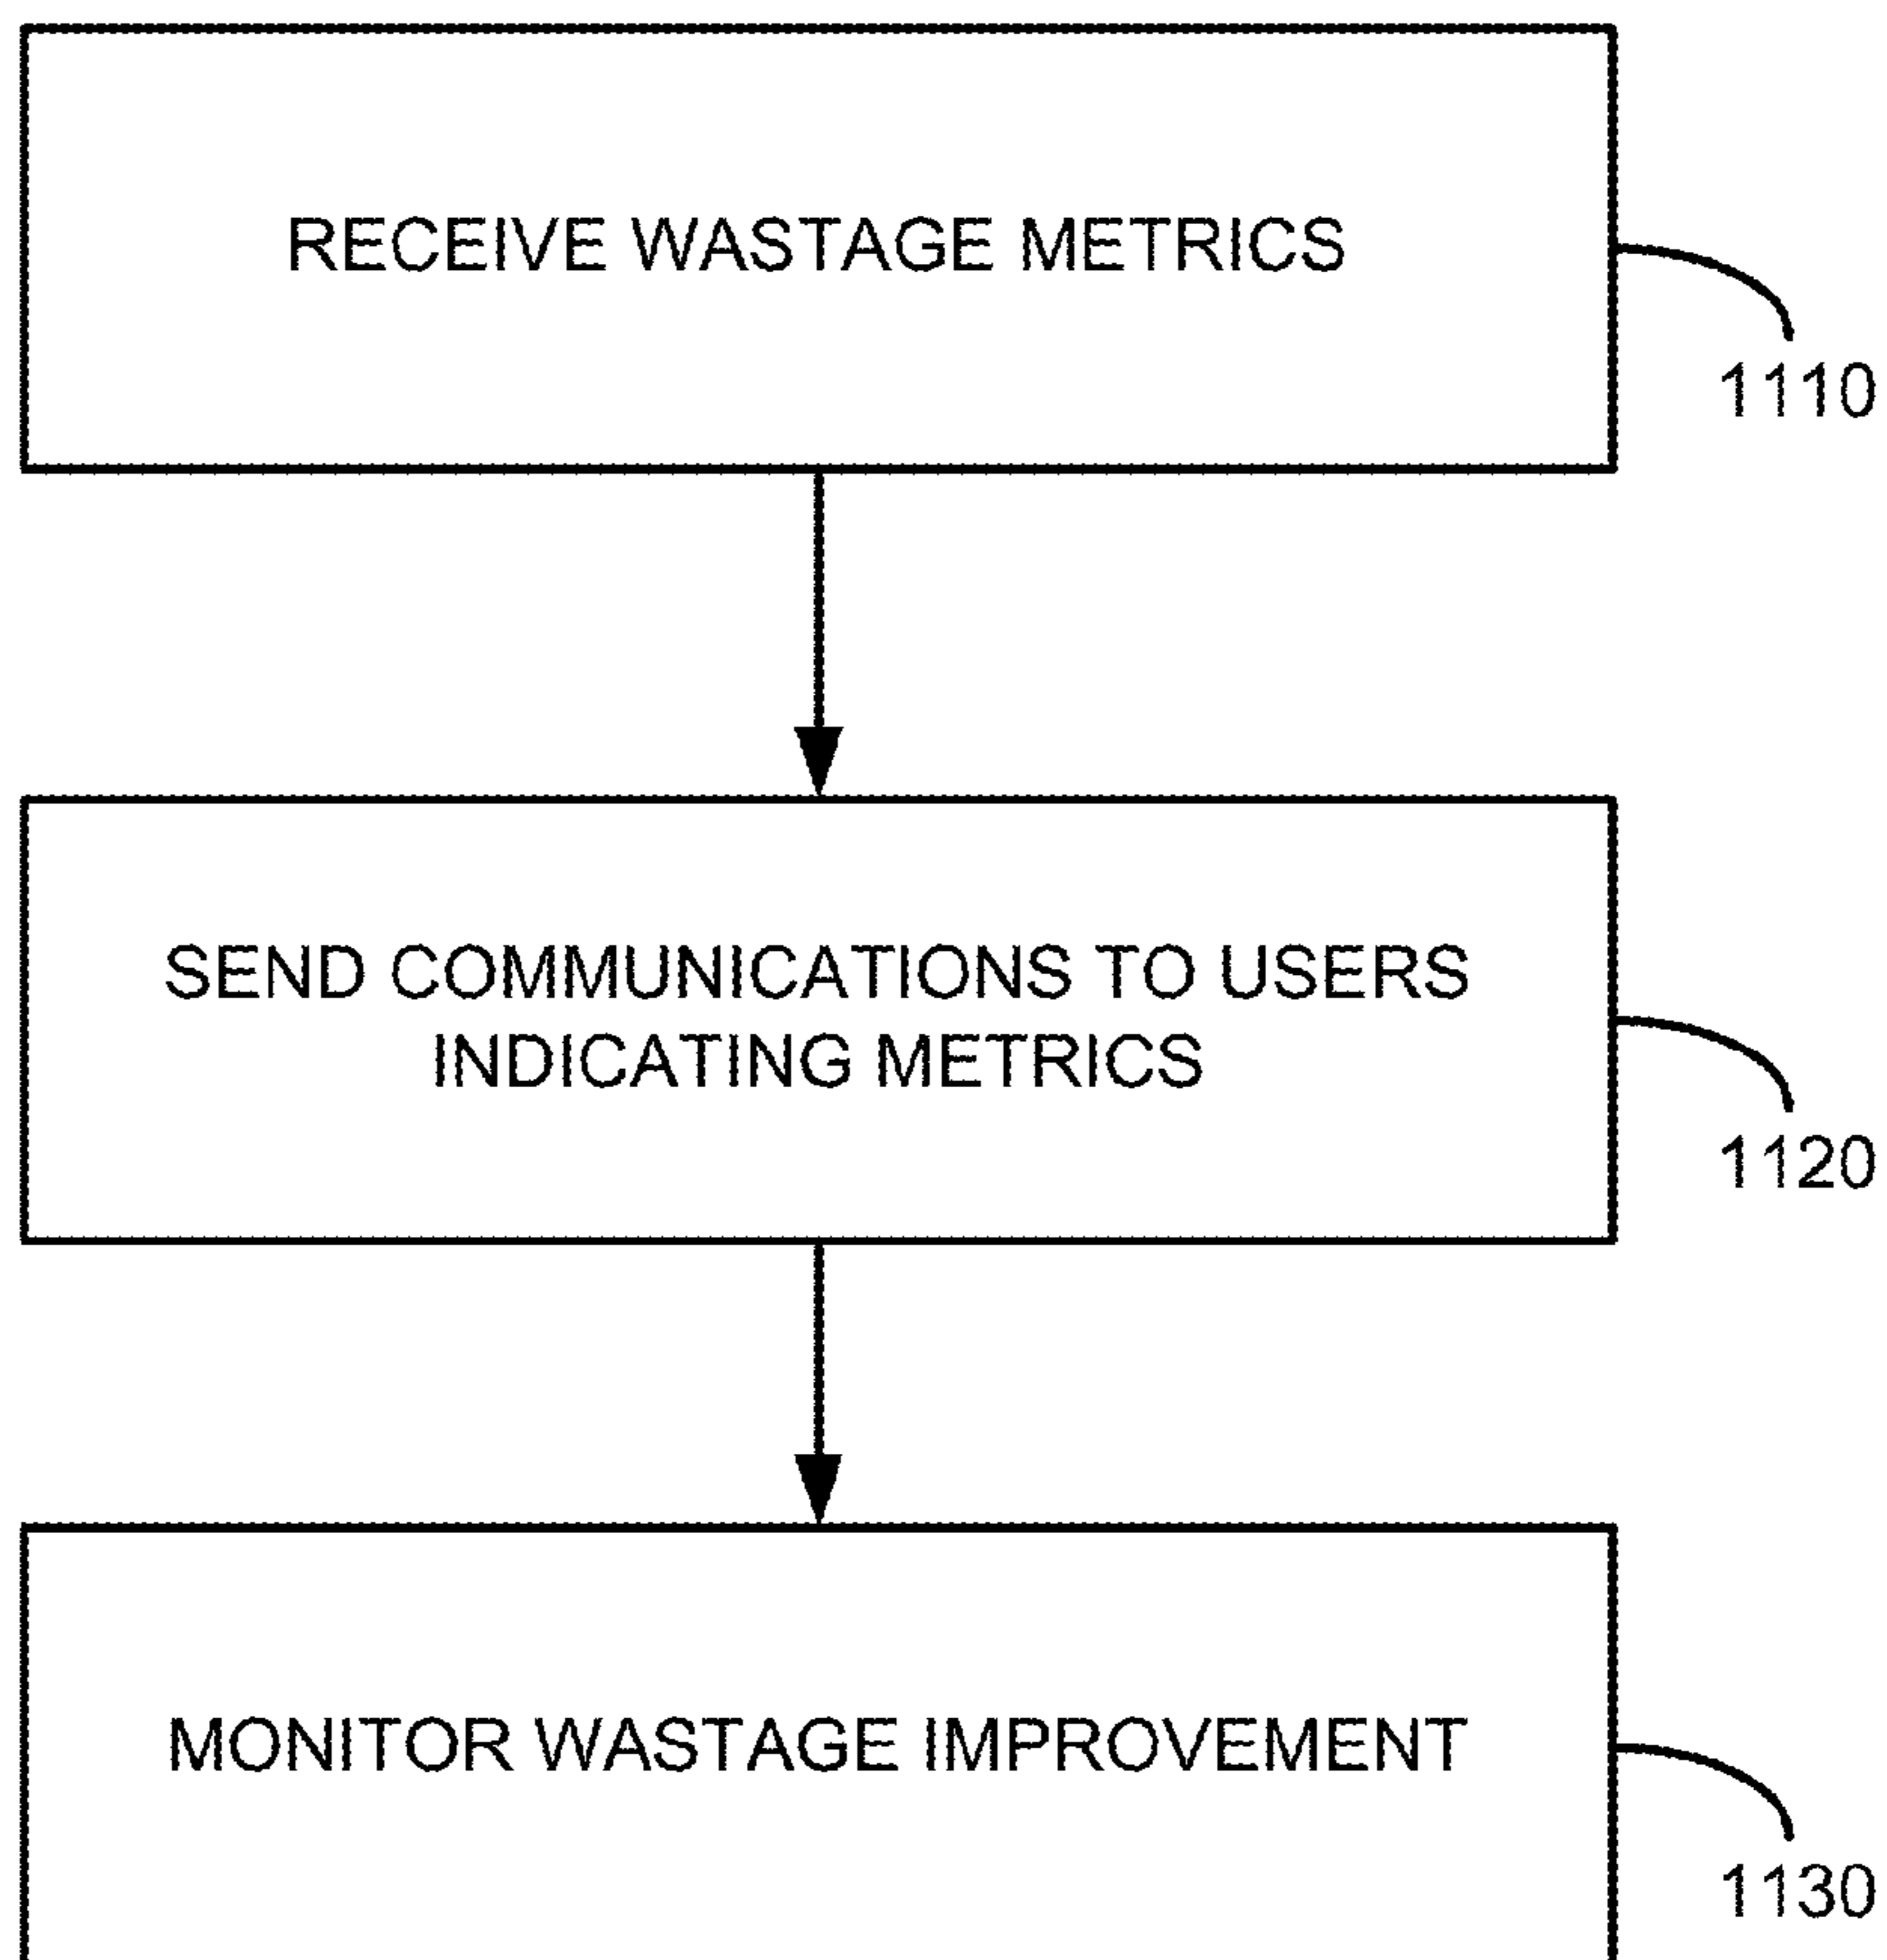 RECEIVE WASTAGE METRICS
1110
SEND COMMUNICATIONS TO USERS
INDICATING METRICS
1120
MONITOR WASTAGE IMPROVEMENT
1130